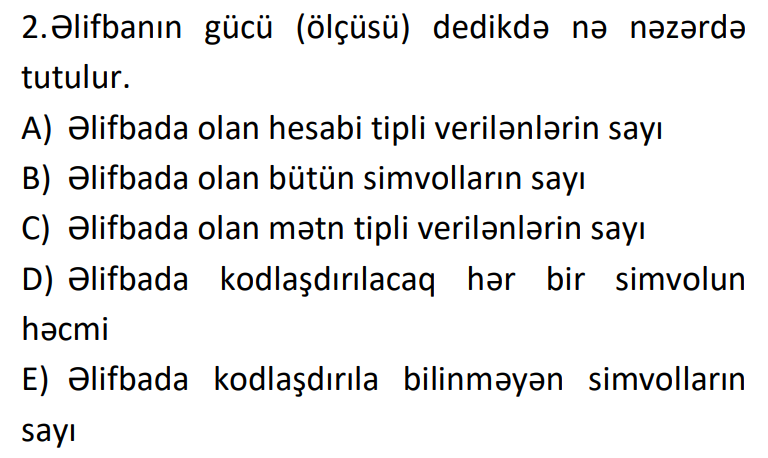 2.Əlifbanın gücü (ölçüsü) dedikdə nə nəzərdə
tutulur.
A) Əlifbada olan hesabi tipli verilənlərin sayı
B) Əlifbada olan bütün simvolların sayı
C) Əlifbada olan mətn tipli verilənlərin sayı
D) Əlifbada kodlaşdırılacaq hər bir simvolun
həcmi
E) Əlifbada kodlaşdırıla bilinməyən simvolların
sayı